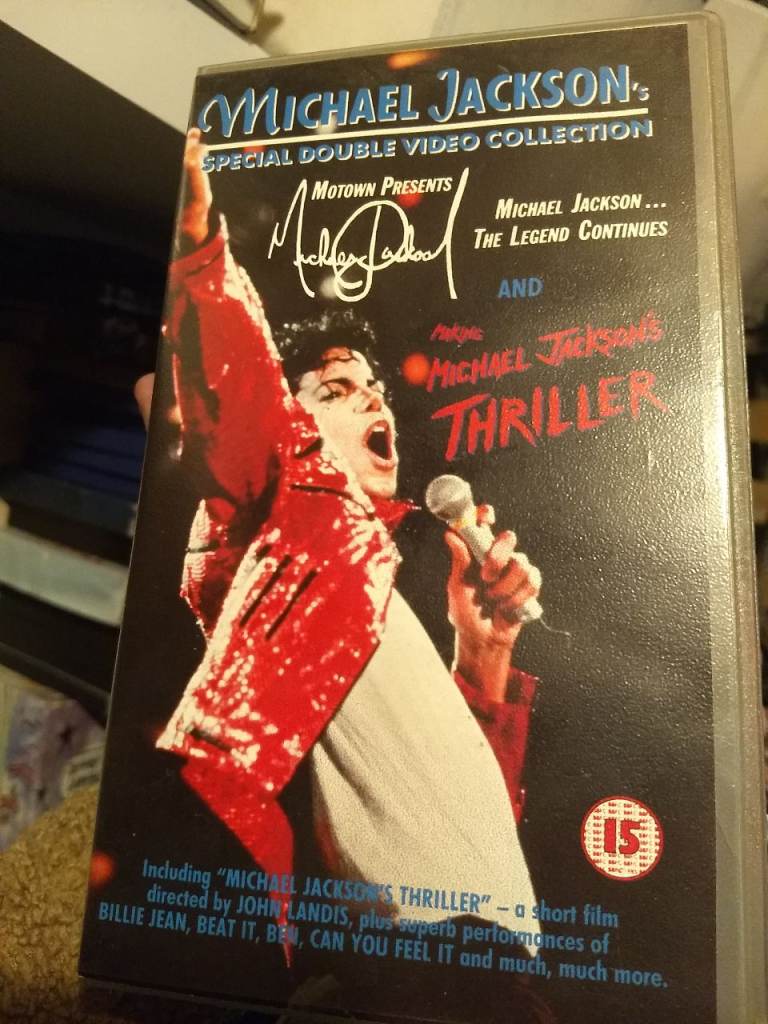 MICHAEL JACKSON's
SPECIAL DOUBLE VIDEO COLLECTION
MOTOWN PRESENTS
Michael Jackson
MICHAEL JACKSON...
THE LEGEND CONTINUES
AND
MAKING
MICHAEL JACKSON'S
THRILLER
15
Including "MICHAEL JACKSON'S THRILLER" – a short film
directed by JOHN LANDIS, plus superb performances of
BILLIE JEAN, BEAT IT, BEN, CAN YOU FEEL IT and much, much more.